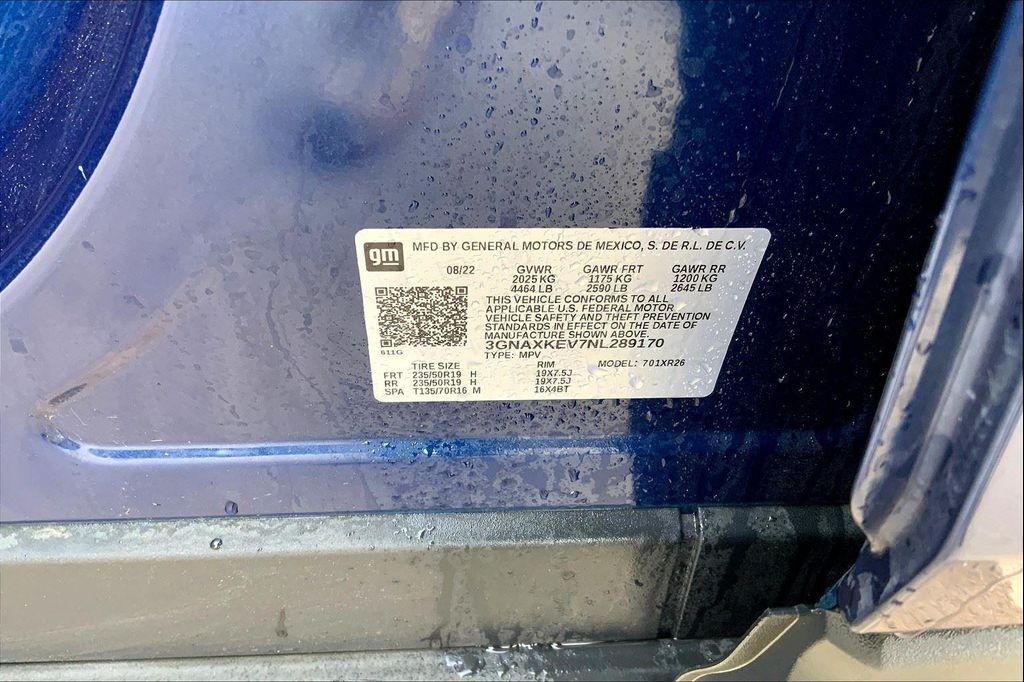 gm MFD BY GENERAL MOTORS DE MEXICO, S. DE R.L. DE C.V.
08/22 GVWR GAWR FRT GAWR RR
2025 KG 1175 KG 1200 KG
4464 LB 2590 LB 2645 LB
THIS VEHICLE CONFORMS TO ALL
APPLICABLE U.S. FEDERAL MOTOR
VEHICLE SAFETY AND THEFT PREVENTION
STANDARDS IN EFFECT ON THE DATE OF
MANUFACTURE SHOWN ABOVE.
3GNAXKEV7NL289170
611G TYPE: MPV MODEL: 701XR26
TIRE SIZE RIM
FRT 235/50R19 H 19X7.5J
RR 235/50R19 H 19X7.5J
SPA T135/70R16 M 16X4BT